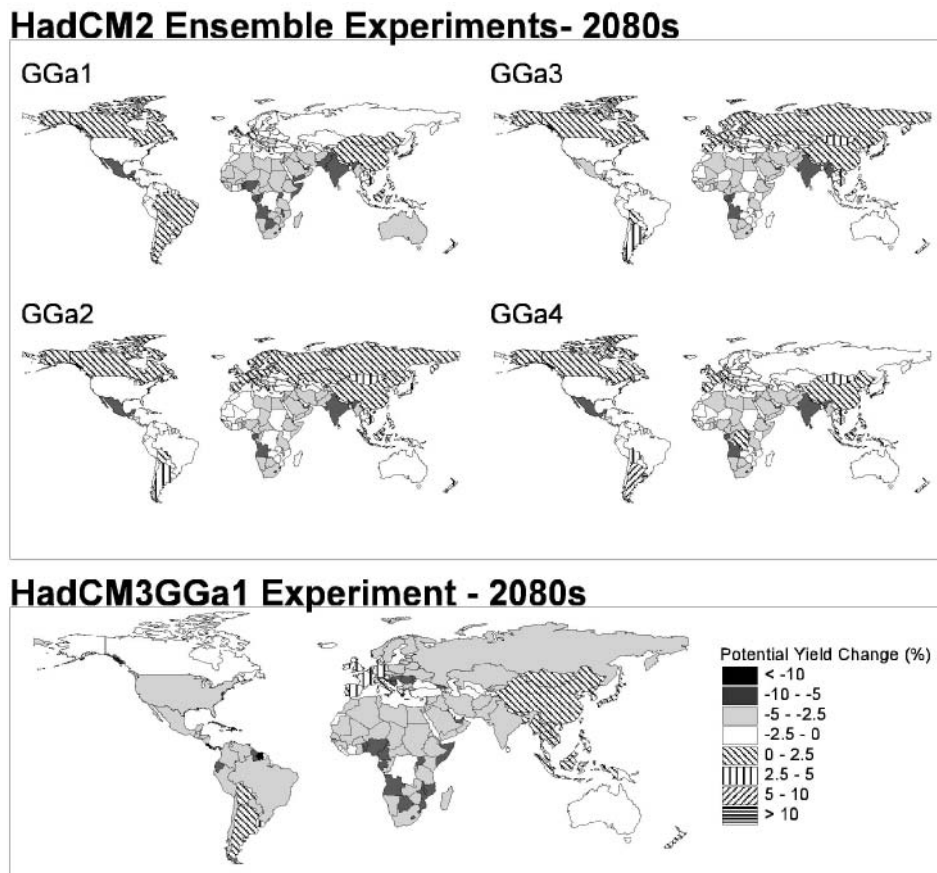 HadCM2 Ensemble Experiments- 2080s
GGa1
GGa3
GGa2
GGa4
HadCM3GGa1 Experiment - 2080s
Potential Yield Change (%)
< -10
-10 - -5
-5 - -2.5
-2.5 - 0
0 - 2.5
2.5 - 5
5 - 10
> 10